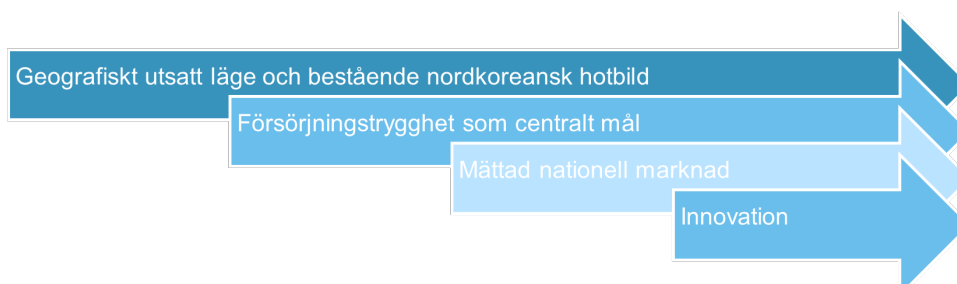 Geografiskt utsatt läge och bestående nordkoreansk hotbild
Försörjningstrygghet som centralt mål
Mättad nationell marknad
Innovation